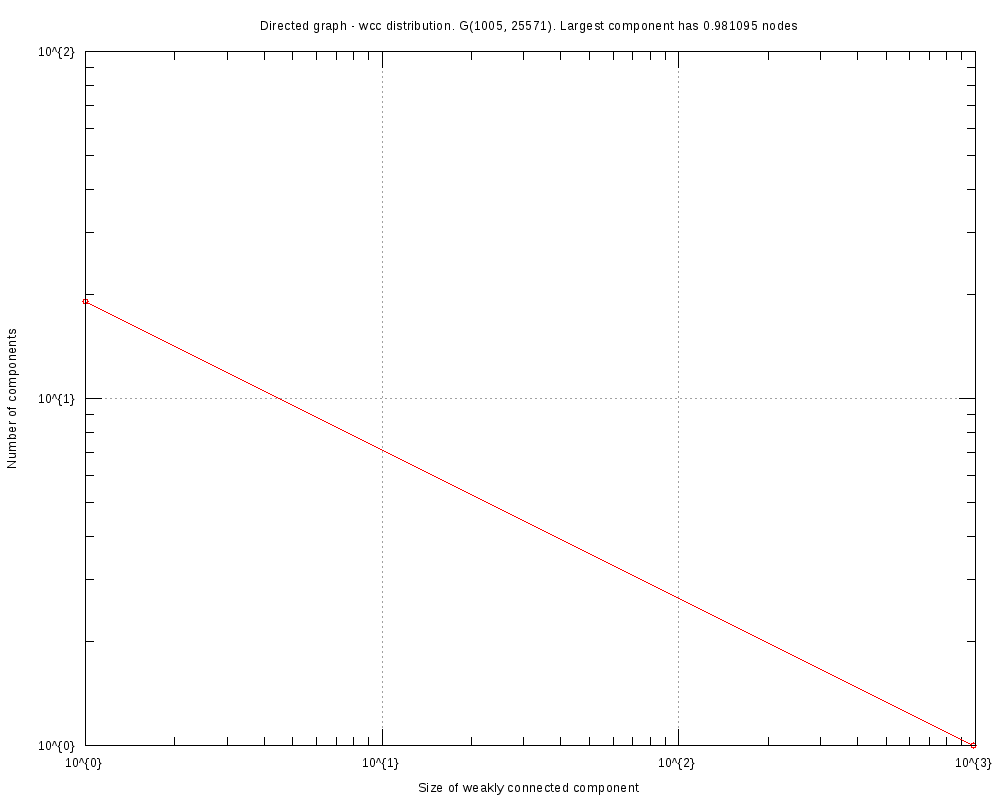 Directed graph - wcc distribution. G(1005, 25571). Largest component has 0.981095 nodes
10^{2}
10^{1}
10^{0}
Number of components
10^{0} 10^{1} 10^{2} 10^{3}
Size of weakly connected component